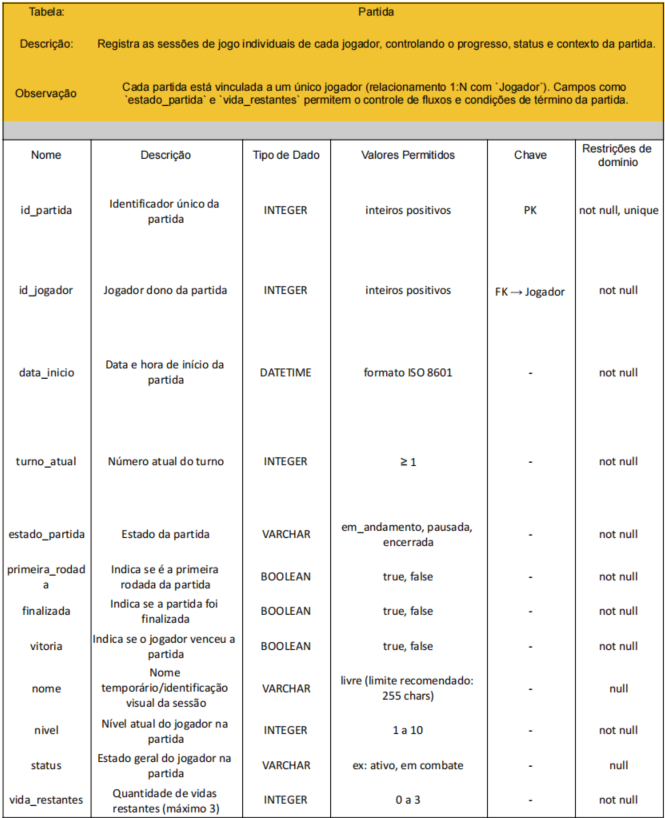 Tabela: Partida
Descrição: Registra as sessões de jogo individuais de cada jogador, controlando o progresso, status e contexto da partida.
Observação Cada partida está vinculada a um único jogador (relacionamento 1:N com `Jogador`). Campos como
`estado_partida` e `vida_restantes` permitem o controle de fluxos e condições de término da partida.
Nome Descrição Tipo de Dado Valores Permitidos Chave Restrições de
domínio
id_partida Identificador único da
partida INTEGER inteiros positivos PK not null, unique
id_jogador Jogador dono da partida INTEGER inteiros positivos FK → Jogador not null
data_inicio Data e hora de início da
partida DATETIME formato ISO 8601 - not null
turno_atual Número atual do turno INTEGER ≥ 1 - not null
estado_partida Estado da partida VARCHAR em_andamento, pausada,
encerrada - not null
primeira_rodad
a Indica se é a primeira
rodada da partida BOOLEAN true, false - not null
finalizada Indica se a partida foi
finalizada BOOLEAN true, false - not null
vitoria Indica se o jogador venceu a
partida BOOLEAN true, false - not null
nome Nome
temporário/identificação
visual da sessão VARCHAR livre (limite recomendado:
255 chars) - null
nivel Nível atual do jogador na
partida INTEGER 1 a 10 - not null
status Estado geral do jogador na
partida VARCHAR ex: ativo, em combate - null
vida_restantes Quantidade de vidas
restantes (máximo 3) INTEGER 0 a 3 - not null